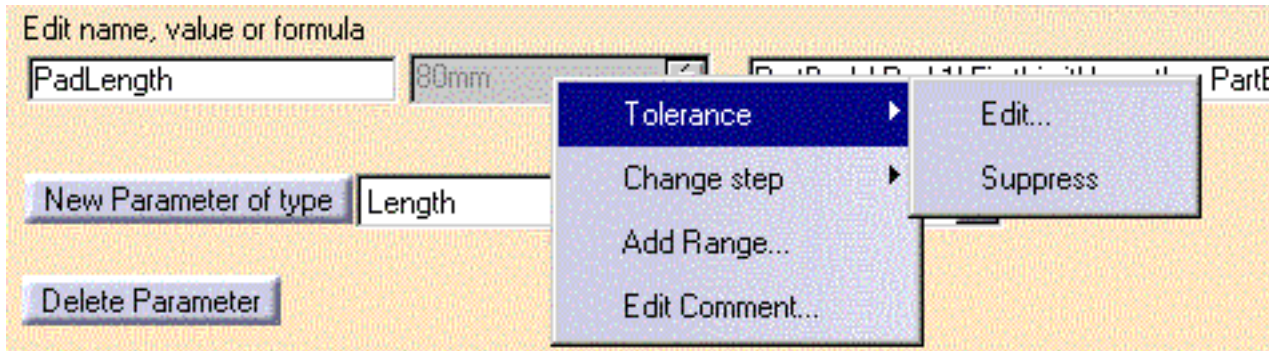 Edit name, value or formula
PadLength 80mm PartE
Tolerance Edit...
Change step Suppress
New Parameter of type Length
Add Range...
Delete Parameter Edit Comment...